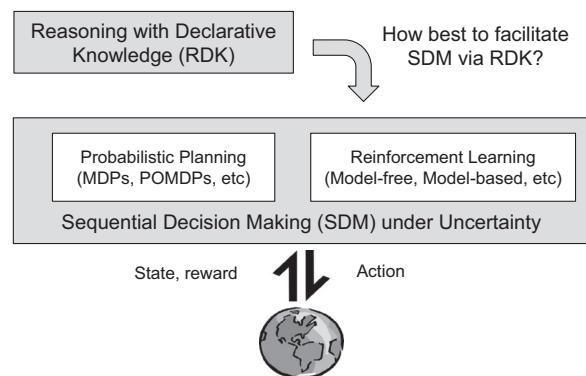 Reasoning with Declarative
Knowledge (RDK)
How best to facilitate
SDM via RDK?
Probabilistic Planning
(MDPs, POMDPs, etc)
Reinforcement Learning
(Model-free, Model-based, etc)
Sequential Decision Making (SDM) under Uncertainty
State, reward
Action